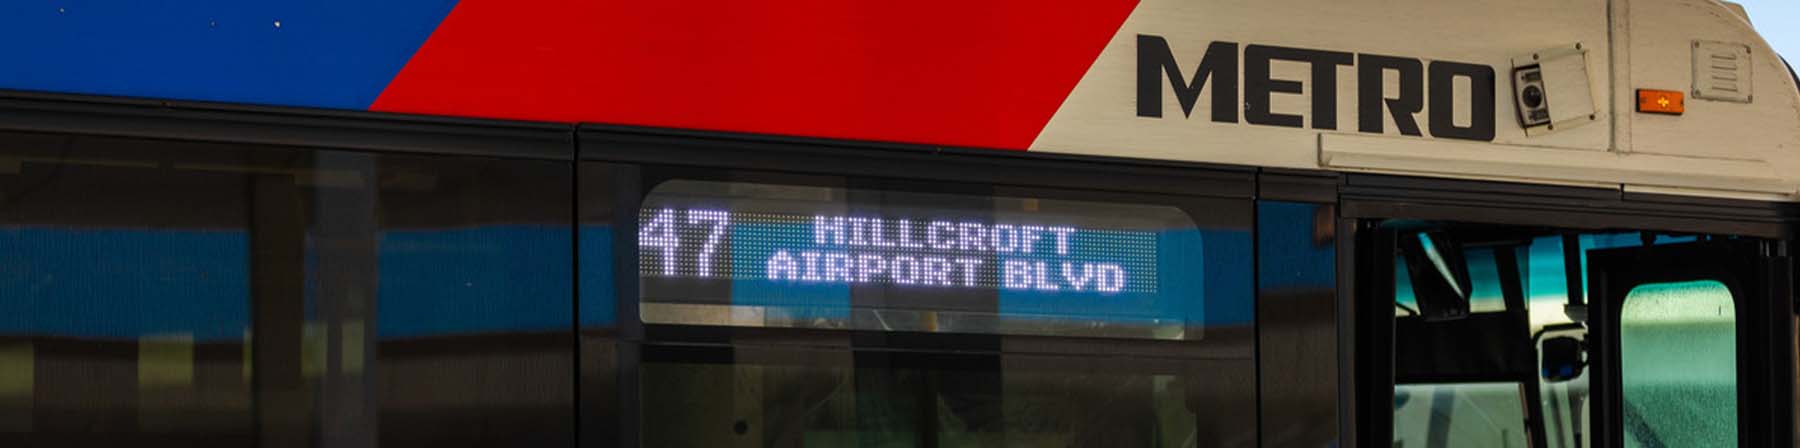 METRO
47 HILLCROFT
AIRPORT BLVD